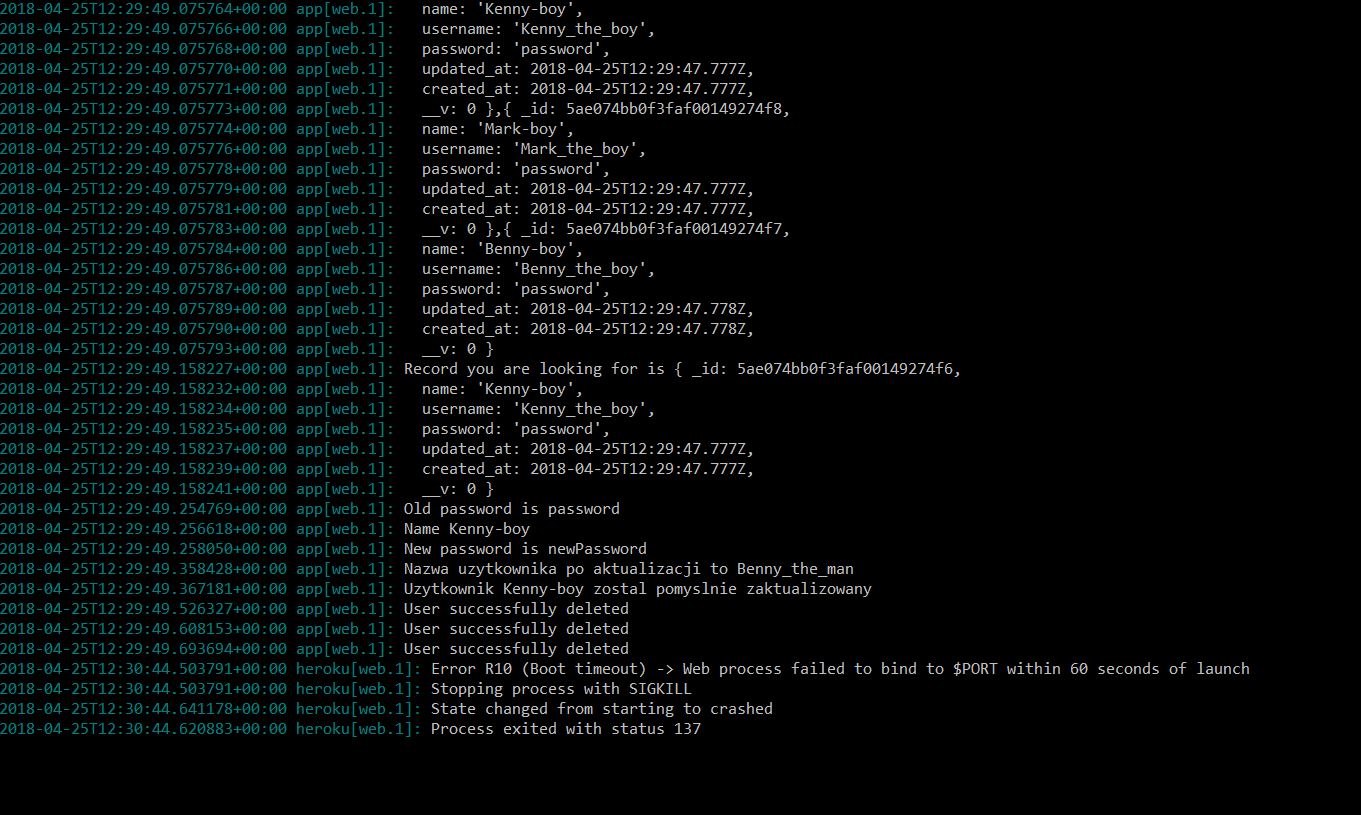 2018-04-25T12:29:49.075764+00:00 app[web.1]:   name: 'Kenny-boy',
2018-04-25T12:29:49.075766+00:00 app[web.1]:   username: 'Kenny_the_boy',
2018-04-25T12:29:49.075768+00:00 app[web.1]:   password: 'password',
2018-04-25T12:29:49.075770+00:00 app[web.1]:   updated_at: 2018-04-25T12:29:47.777Z,
2018-04-25T12:29:49.075771+00:00 app[web.1]:   created_at: 2018-04-25T12:29:47.777Z,
2018-04-25T12:29:49.075773+00:00 app[web.1]:   __v: 0 },{ _id: 5ae074bb0f3faf00149274f8,
2018-04-25T12:29:49.075774+00:00 app[web.1]:   name: 'Mark-boy',
2018-04-25T12:29:49.075776+00:00 app[web.1]:   username: 'Mark_the_boy',
2018-04-25T12:29:49.075778+00:00 app[web.1]:   password: 'password',
2018-04-25T12:29:49.075779+00:00 app[web.1]:   updated_at: 2018-04-25T12:29:47.777Z,
2018-04-25T12:29:49.075781+00:00 app[web.1]:   created_at: 2018-04-25T12:29:47.777Z,
2018-04-25T12:29:49.075783+00:00 app[web.1]:   __v: 0 },{ _id: 5ae074bb0f3faf00149274f7,
2018-04-25T12:29:49.075784+00:00 app[web.1]:   name: 'Benny-boy',
2018-04-25T12:29:49.075786+00:00 app[web.1]:   username: 'Benny_the_boy',
2018-04-25T12:29:49.075787+00:00 app[web.1]:   password: 'password',
2018-04-25T12:29:49.075789+00:00 app[web.1]:   updated_at: 2018-04-25T12:29:47.778Z,
2018-04-25T12:29:49.075790+00:00 app[web.1]:   created_at: 2018-04-25T12:29:47.778Z,
2018-04-25T12:29:49.075793+00:00 app[web.1]:   __v: 0 }
2018-04-25T12:29:49.158227+00:00 app[web.1]: Record you are looking for is { _id: 5ae074bb0f3faf00149274f6,
2018-04-25T12:29:49.158232+00:00 app[web.1]:   name: 'Kenny-boy',
2018-04-25T12:29:49.158234+00:00 app[web.1]:   username: 'Kenny_the_boy',
2018-04-25T12:29:49.158235+00:00 app[web.1]:   password: 'password',
2018-04-25T12:29:49.158237+00:00 app[web.1]:   updated_at: 2018-04-25T12:29:47.777Z,
2018-04-25T12:29:49.158239+00:00 app[web.1]:   created_at: 2018-04-25T12:29:47.777Z,
2018-04-25T12:29:49.158241+00:00 app[web.1]:   __v: 0 }
2018-04-25T12:29:49.254769+00:00 app[web.1]: Old password is password
2018-04-25T12:29:49.256618+00:00 app[web.1]: Name Kenny-boy
2018-04-25T12:29:49.258050+00:00 app[web.1]: New password is newPassword
2018-04-25T12:29:49.358428+00:00 app[web.1]: Nazwa uzytkownika po aktualizacji to Benny_the_man
2018-04-25T12:29:49.367181+00:00 app[web.1]: Uzytkownik Kenny-boy zostal pomyslnie zaktualizowany
2018-04-25T12:29:49.526327+00:00 app[web.1]: User successfully deleted
2018-04-25T12:29:49.608153+00:00 app[web.1]: User successfully deleted
2018-04-25T12:29:49.693694+00:00 app[web.1]: User successfully deleted
2018-04-25T12:30:44.503791+00:00 heroku[web.1]: Error R10 (Boot timeout) -> Web process failed to bind to $PORT within 60 seconds of launch
2018-04-25T12:30:44.503791+00:00 heroku[web.1]: Stopping process with SIGKILL
2018-04-25T12:30:44.641178+00:00 heroku[web.1]: State changed from starting to crashed
2018-04-25T12:30:44.620883+00:00 heroku[web.1]: Process exited with status 137